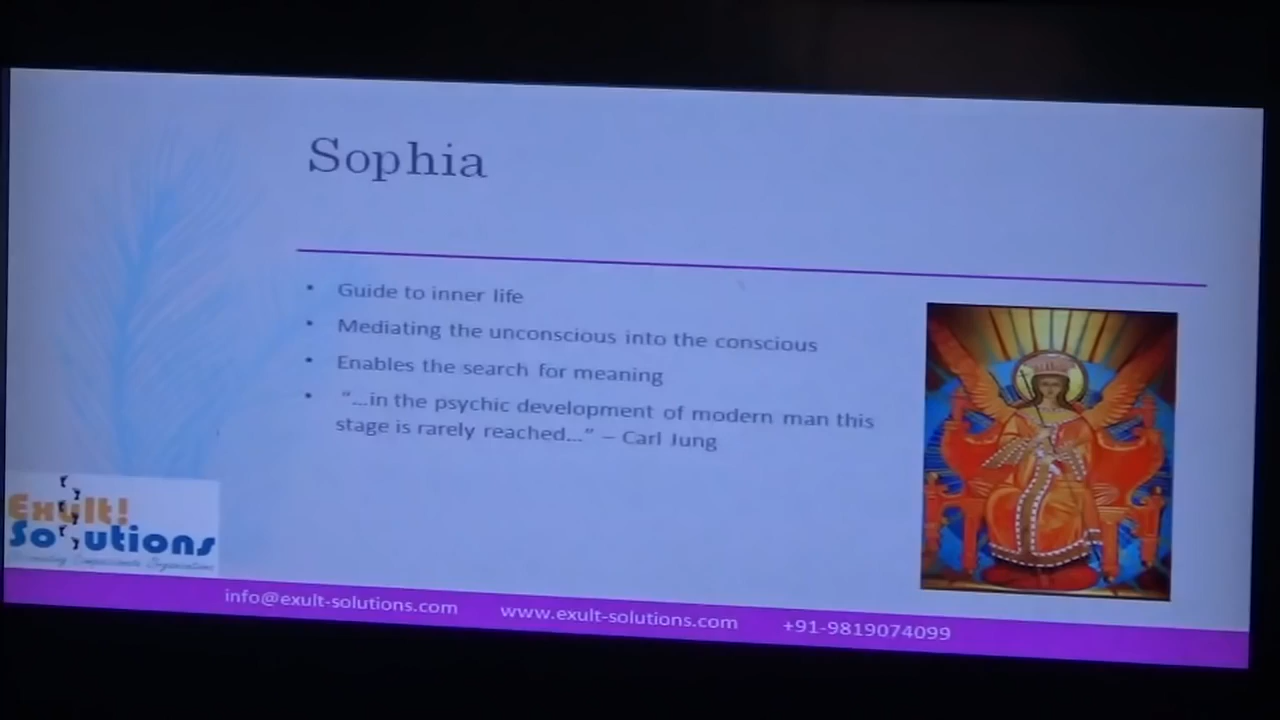 Sophia
• Guide to inner life
• Mediating the unconscious into the conscious
• Enables the search for meaning
• “...in the psychic development of modern man this
stage is rarely reached...” – Carl Jung
Exult!
Solutions
info@exult-solutions.com www.exult-solutions.com +91-9819074099